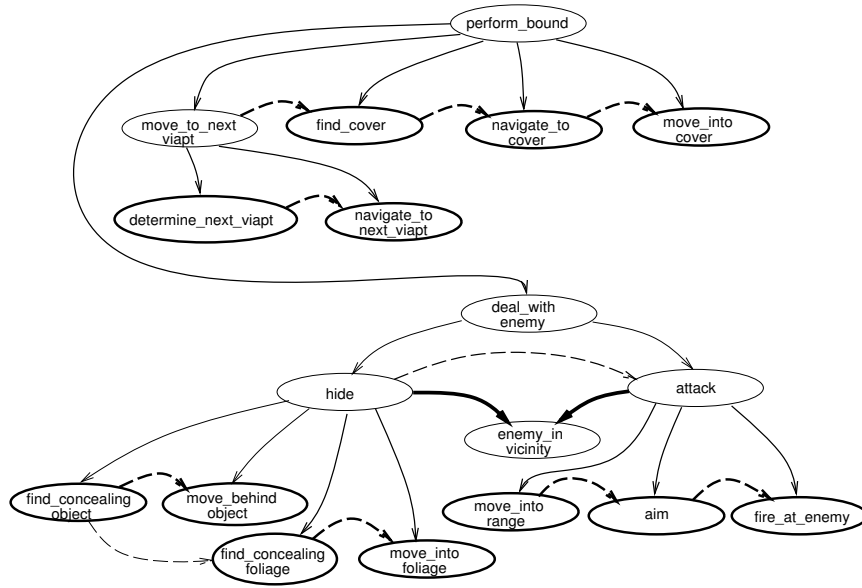 perform_bound
move_to_next
viapt
find_cover
navigate_to
cover
move_into
cover
determine_next_viapt
navigate_to
next_viapt
deal_with
enemy
hide
attack
enemy_in
vicinity
find_concealing
object
move_behind
object
move_into
range
aim
fire_at_enemy
find_concealing
foliage
move_into
foliage